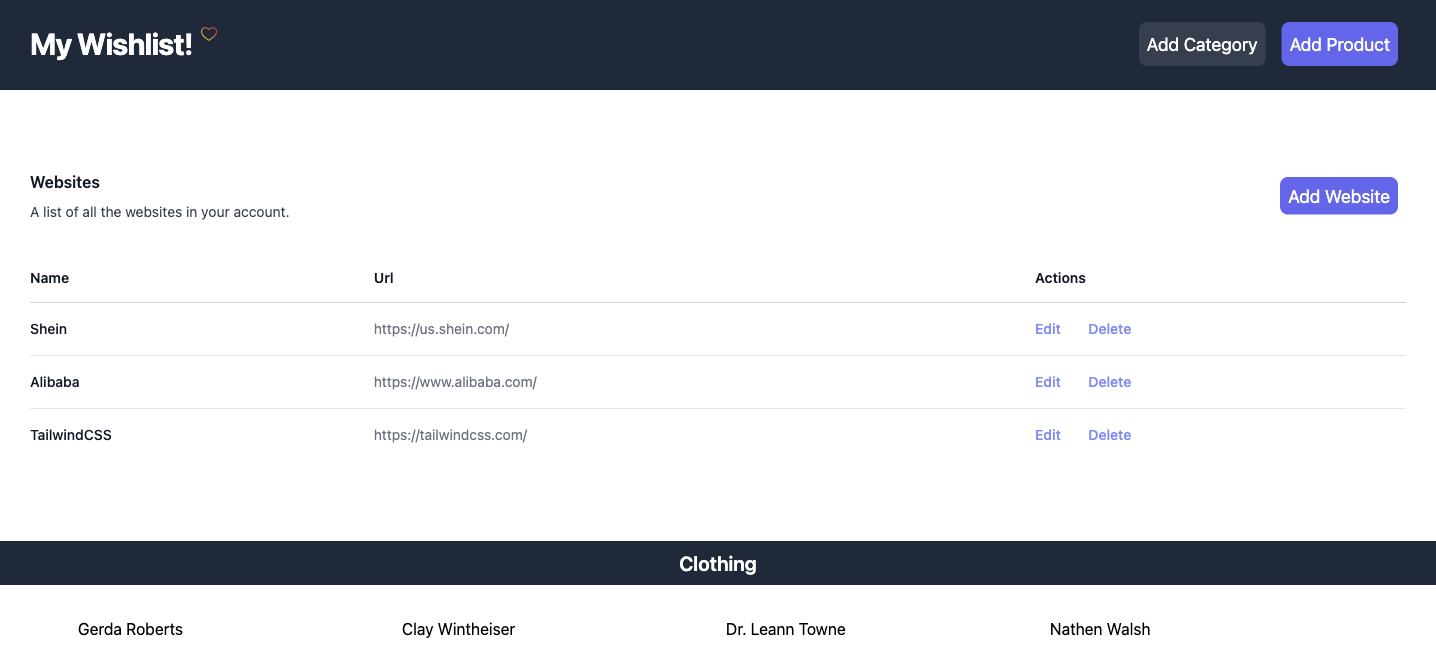 My Wishlist!
Add Category
Add Product
Websites
A list of all the websites in your account.
Add Website
Name Url Actions
Shein https://us.shein.com/ Edit Delete
Alibaba https://www.alibaba.com/ Edit Delete
TailwindCSS https://tailwindcss.com/ Edit Delete
Clothing
Gerda Roberts Clay Wintheiser Dr. Leann Towne Nathen Walsh